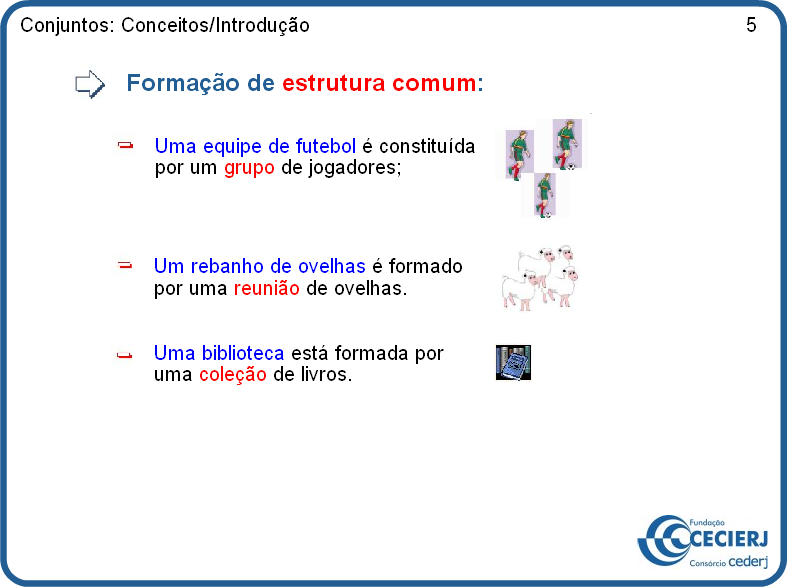 Conjuntos: Conceitos/Introdução
5
Formação de estrutura comum:
Uma equipe de futebol é constituída
por um grupo de jogadores;
Um rebanho de ovelhas é formado
por uma reunião de ovelhas.
Uma biblioteca está formada por
uma coleção de livros.
Fundação
CECIERJ
Consórcio cederj